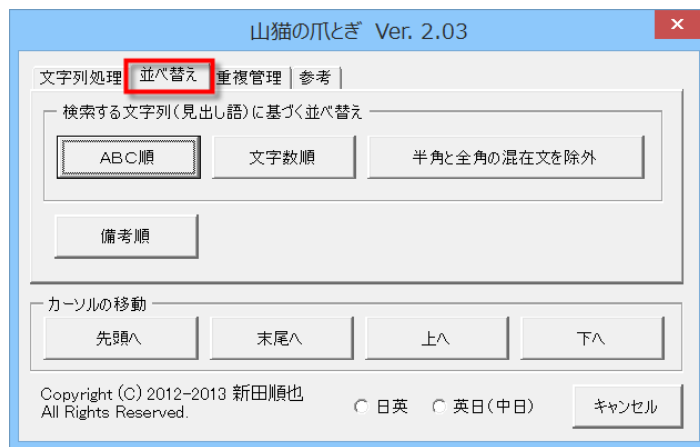 山猫の爪とぎ Ver. 2.03
x
文字列処理 並べ替え 重複管理 参考
検索する文字列(見出し語)に基づく並べ替え
ABC順 文字数順 半角と全角の混在文を除外
備考順
カーソルの移動
先頭へ 末尾へ 上へ 下へ
Copyright (C) 2012-2013 新田順也
All Rights Reserved.
日英 英日(中日) キャンセル